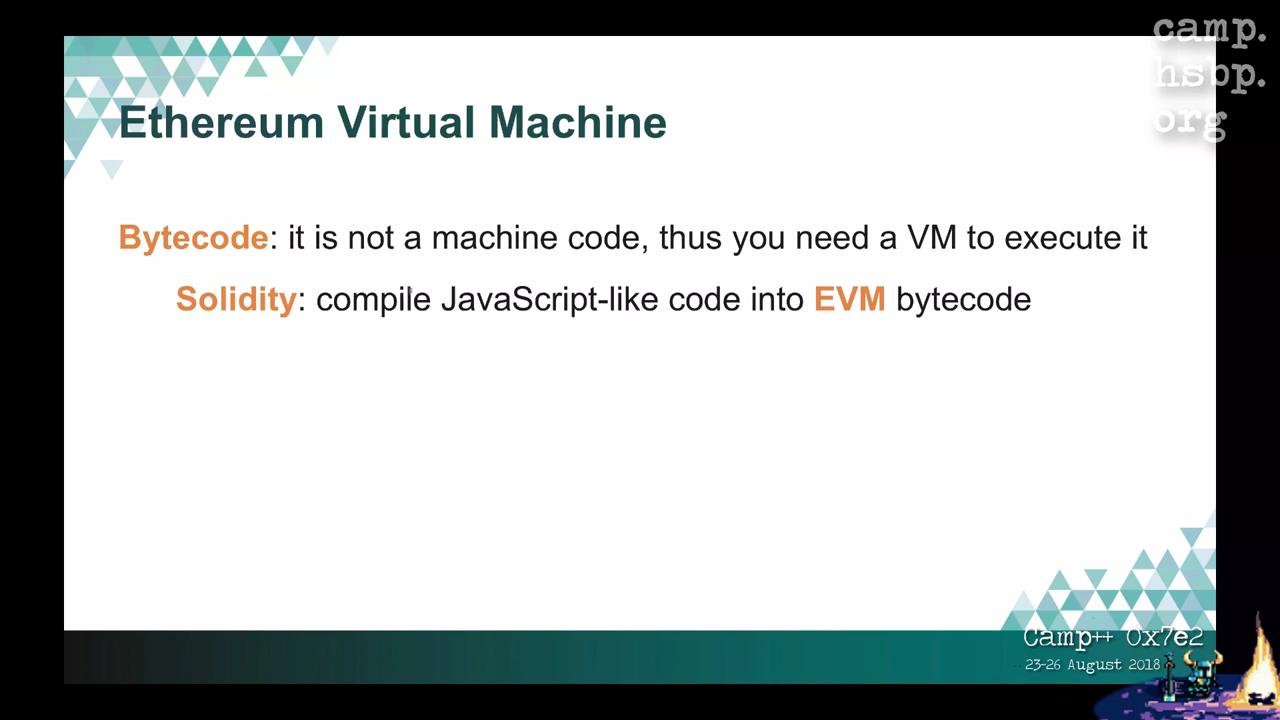 camp.
hsbp.
org
Ethereum Virtual Machine
Bytecode: it is not a machine code, thus you need a VM to execute it
Solidity: compile JavaScript-like code into EVM bytecode
Camp++ 0x7e2
23-26 August 2018